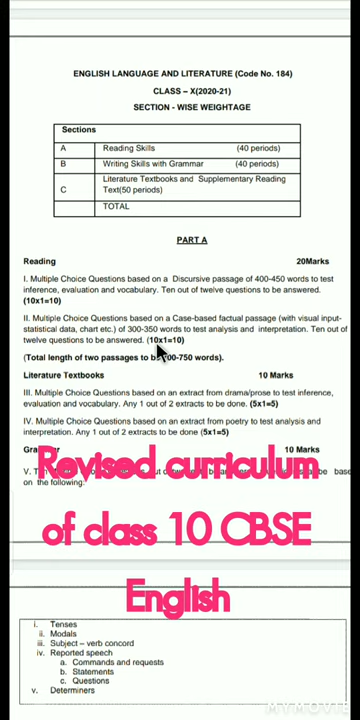 ENGLISH LANGUAGE AND LITERATURE (Code No. 184)
CLASS – X(2020-21)
SECTION - WISE WEIGHTAGE
Sections
A Reading Skills (40 periods)
B Writing Skills with Grammar (40 periods)
C Literature Textbooks and Supplementary Reading
Text(50 periods)
TOTAL
PART A
Reading 20Marks
I. Multiple Choice Questions based on a Discursive passage of 400-450 words to test
inference, evaluation and vocabulary. Ten out of twelve questions to be answered.
(10x1=10)
II. Multiple Choice Questions based on a Case-based factual passage (with visual input-
statistical data, chart etc.) of 300-350 words to test analysis and interpretation. Ten out of
twelve questions to be answered. (10x1=10)
(Total length of two passages to be 700-750 words).
Literature Textbooks 10 Marks
III. Multiple Choice Questions based on an extract from drama/prose to test inference,
evaluation and vocabulary. Any 1 out of 2 extracts to be done. (5x1=5)
IV. Multiple Choice Questions based on an extract from poetry to test analysis and
interpretation. Any 1 out of 2 extracts to be done (5x1=5)
10 Marks
V.
on the following:
Revised curriculum
of class 10 CBSE
English
i. Tenses
ii. Modals
iii. Subject – verb concord
iv. Reported speech
a. Commands and requests
b. Statements
c. Questions
v. Determiners
MYMOVIE